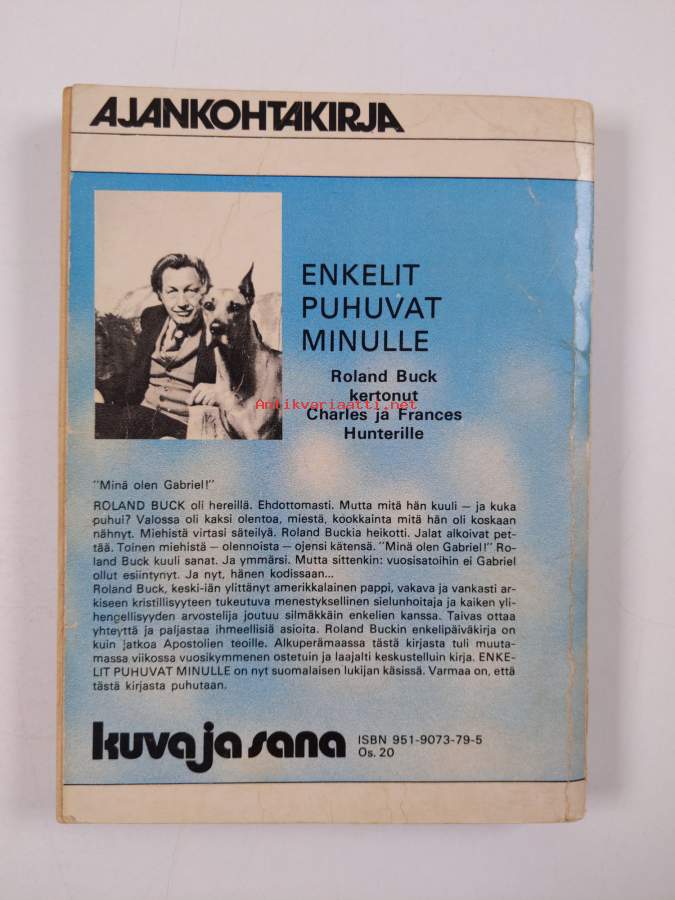 AJANKOHTAKIRJA
ENKELIT
PUHUVAT
MINULLE
Roland Buck
kertonut
Antikvariaatti.net
Charles ja Frances
Hunterille
"Minä olen Gabriel!"
ROLAND BUCK oli hereillä. Ehdottomasti. Mutta mitä hän kuuli — ja kuka
puhui? Valossa oli kaksi olentoa, miestä, kookkainta mitä hän oli koskaan
nähnyt. Miehistä virtasi säteilyä. Roland Buckia heikotti. Jalat alkoivat pet-
tää. Toinen miehistä — olennoista — ojensi kätensä. "Minä olen Gabriel!" Ro-
land Buck kuuli sanat. Ja ymmärsi. Mutta sittenkin: vuosisatoihin ei Gabriel
ollut esiintynyt. Ja nyt, hänen kodissaan...
Roland Buck, keski-iän ylittänyt amerikkalainen pappi, vakava ja vankasti ar-
kiseen kristillisyyteen tukeutuva menestyksellinen sielunhoitaja ja kaiken yli-
hengellisyyden arvostelija joutuu silmäkkäin enkelien kanssa. Taivas ottaa
yhteyttä ja paljastaa ihmeellisiä asioita. Roland Buckin enkelipäiväkirja on
kuin jatkoa Apostolien teoille. Alkuperämaassa tästä kirjasta tuli muuta-
massa viikossa vuosikymmenen ostetuin ja laajalti keskustelluin kirja. ENKE-
LIT PUHUVAT MINULLE on nyt suomalaisen lukijan käsissä. Varmaa on, että
tästä kirjasta puhutaan.
kuva ja sana
ISBN 951-9073-79-5
Os. 20